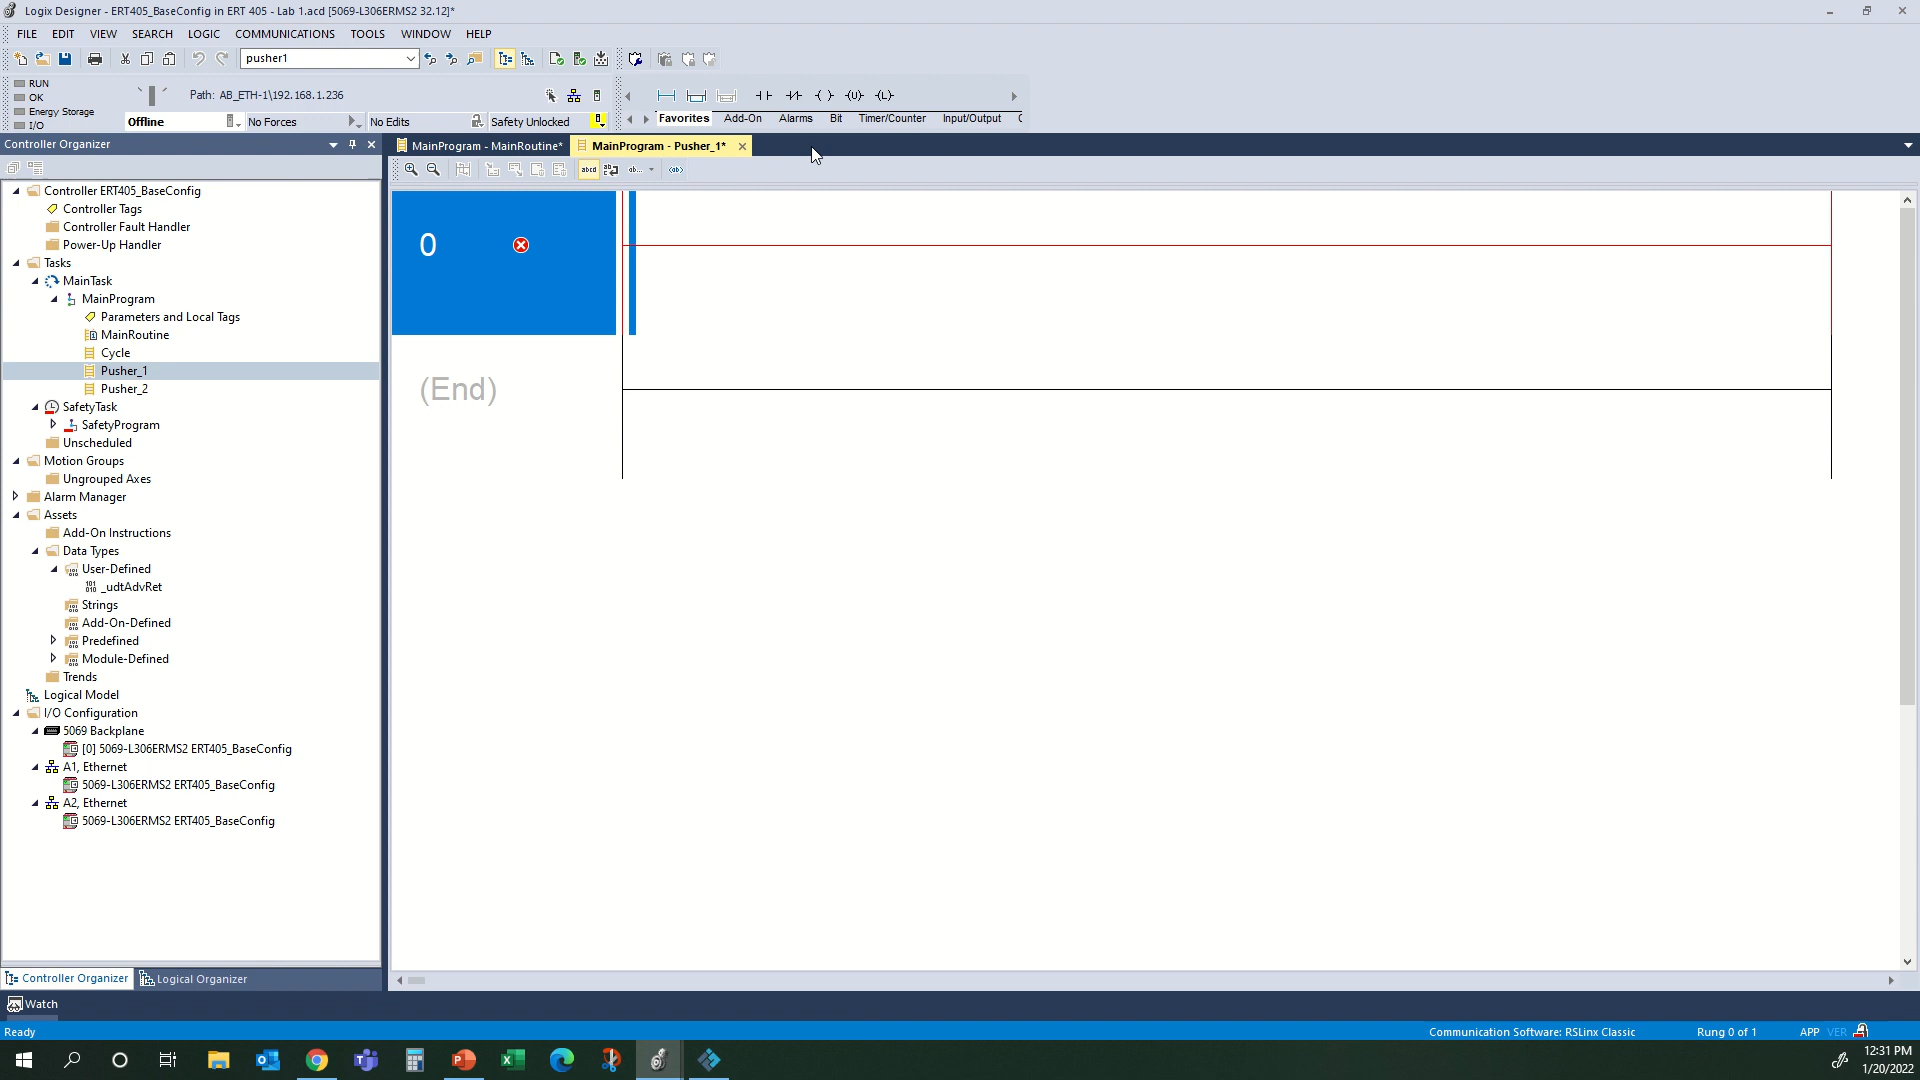 Logix Designer - ERT405_BaseConfig in ERT 405 - Lab 1.acd [5069-L306ERMS2 32.12]*
FILE EDIT VIEW SEARCH LOGIC COMMUNICATIONS TOOLS WINDOW HELP
pusher1
RUN
OK
Energy Storage
I/O
Path: AB_ETH-1\192.168.1.236
Offline No Forces No Edits Safety Unlocked
Favorites Add-On Alarms Bit Timer/Counter Input/Output
Controller Organizer
MainProgram - MainRoutine* MainProgram - Pusher_1*
Controller ERT405_BaseConfig
Controller Tags
Controller Fault Handler
Power-Up Handler
Tasks
MainTask
MainProgram
Parameters and Local Tags
MainRoutine
Cycle
Pusher_1
Pusher_2
SafetyTask
SafetyProgram
Unscheduled
Motion Groups
Ungrouped Axes
Alarm Manager
Assets
Add-On Instructions
Data Types
User-Defined
_udtAdvRet
Strings
Add-On-Defined
Predefined
Module-Defined
Trends
Logical Model
I/O Configuration
5069 Backplane
[0] 5069-L306ERMS2 ERT405_BaseConfig
A1, Ethernet
5069-L306ERMS2 ERT405_BaseConfig
A2, Ethernet
5069-L306ERMS2 ERT405_BaseConfig
0
(End)
Controller Organizer Logical Organizer
Watch
Ready
Communication Software: RSLinx Classic
Rung 0 of 1
APP VER
12:31 PM
1/20/2022